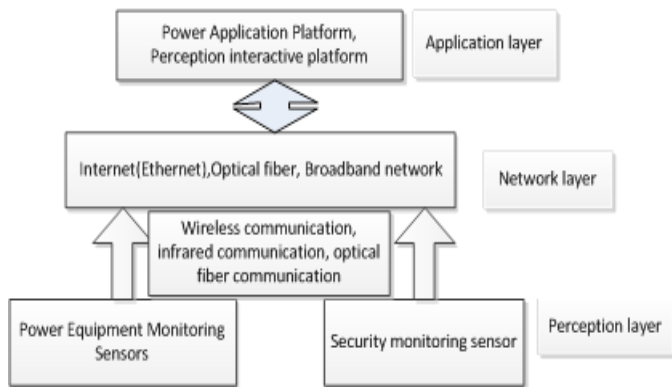 Power Application Platform,
Perception interactive platform
Application layer
Internet(Ethernet),Optical fiber, Broadband network
Network layer
Wireless communication,
infrared communication, optical
fiber communication
Power Equipment Monitoring
Sensors
Security monitoring sensor
Perception layer